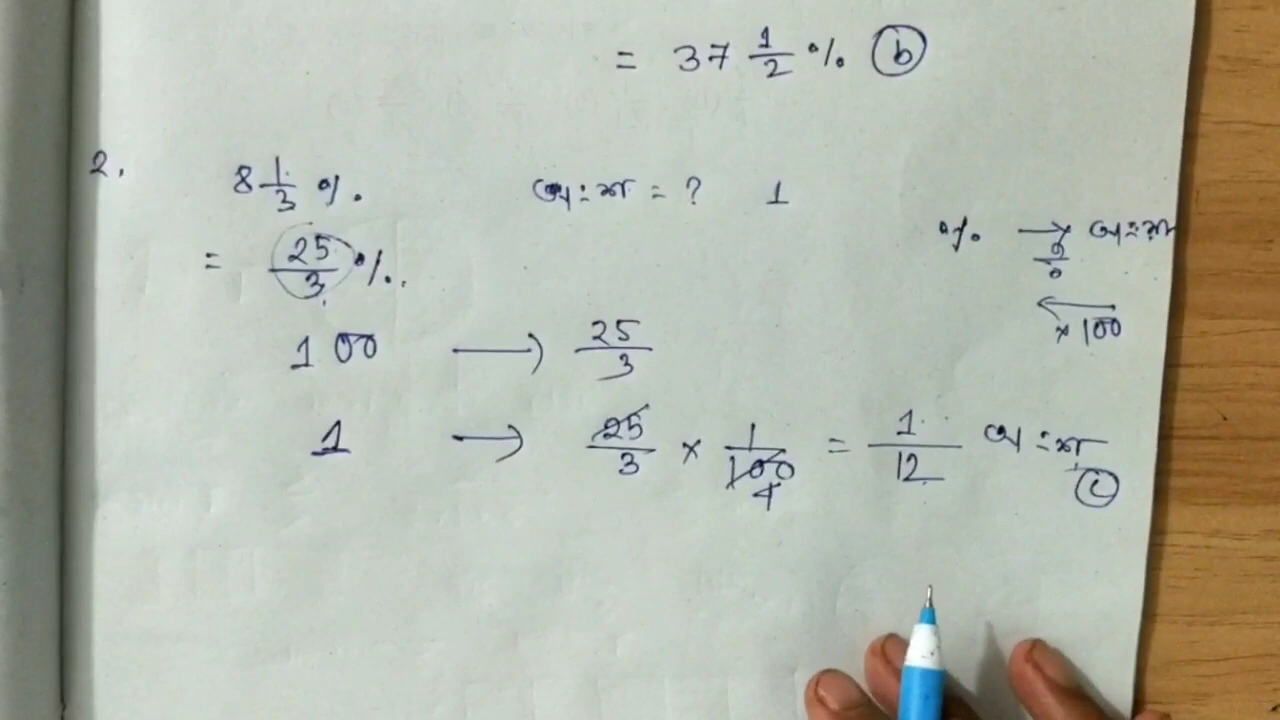 = 37 1/2 % (b)
2. 8 1/3 % অংশ = ? 1
= 25/3 %.
% → অংশ
÷
← × 100
100 → 25/3
1 → 25/3 × 1/100 4 = 1/12 অংশ
(c)